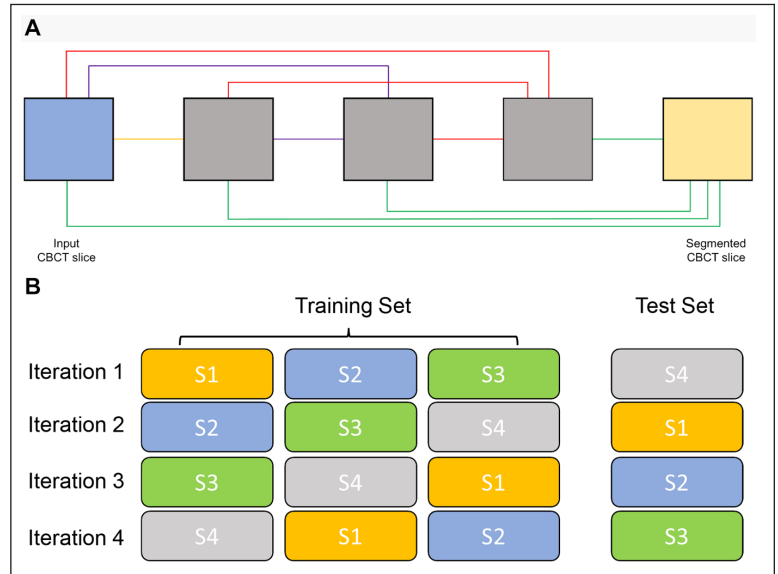 A
Input
CBCT slice
Segmented
CBCT slice
B
Training Set
Test Set
Iteration 1
S1
S2
S3
S4
Iteration 2
S2
S3
S4
S1
Iteration 3
S3
S4
S1
S2
Iteration 4
S4
S1
S2
S3